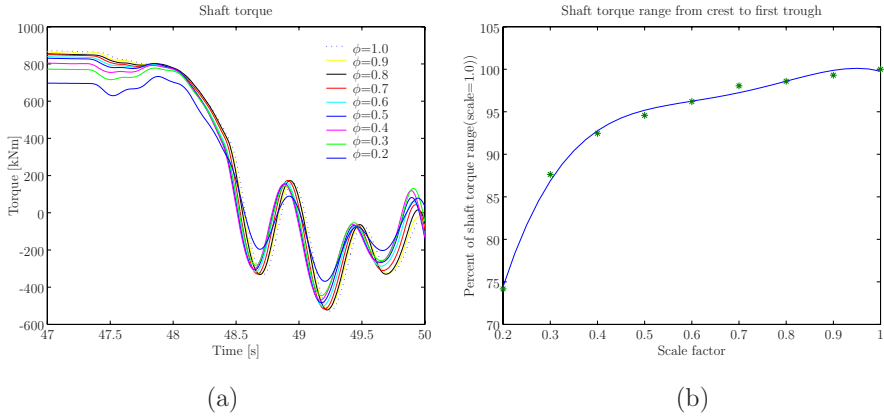 Shaft torque
1000
800
600
400
200
0
-200
-400
-600
Torque [kNm]
47
47.5
48
48.5
49
49.5
50
Time [s]
ϕ=1.0
ϕ=0.9
ϕ=0.8
ϕ=0.7
ϕ=0.6
ϕ=0.5
ϕ=0.4
ϕ=0.3
ϕ=0.2
(a)
Shaft torque range from crest to first trough
105
100
95
90
85
80
75
70
Percent of shaft torque range(scale=1.0))
0.2
0.3
0.4
0.5
0.6
0.7
0.8
0.9
1
Scale factor
(b)